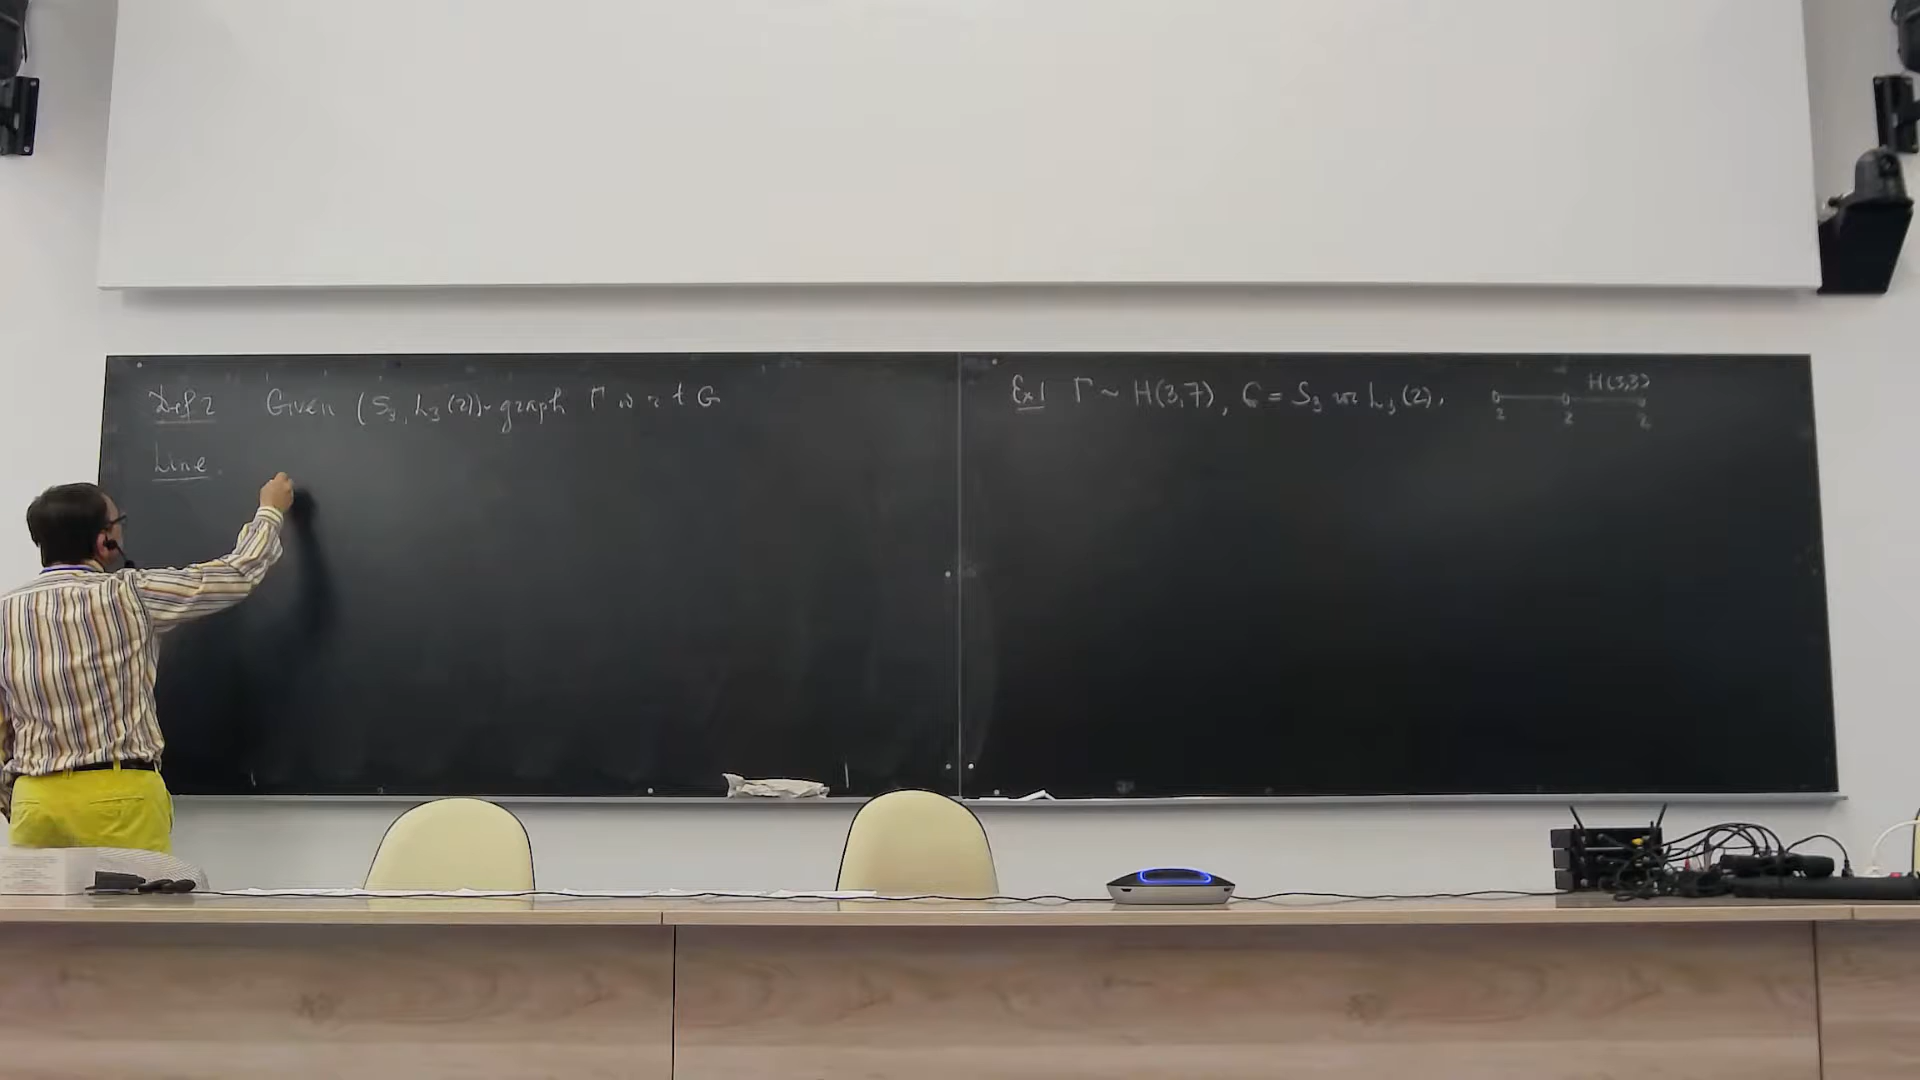 Def 2 Given (S₃, L₃(2))-graph Γ w r t G
Line
Ex 1 Γ ~ H(3,7), G = S₃ wr L₃(2).
H(3,3)
2 2 2